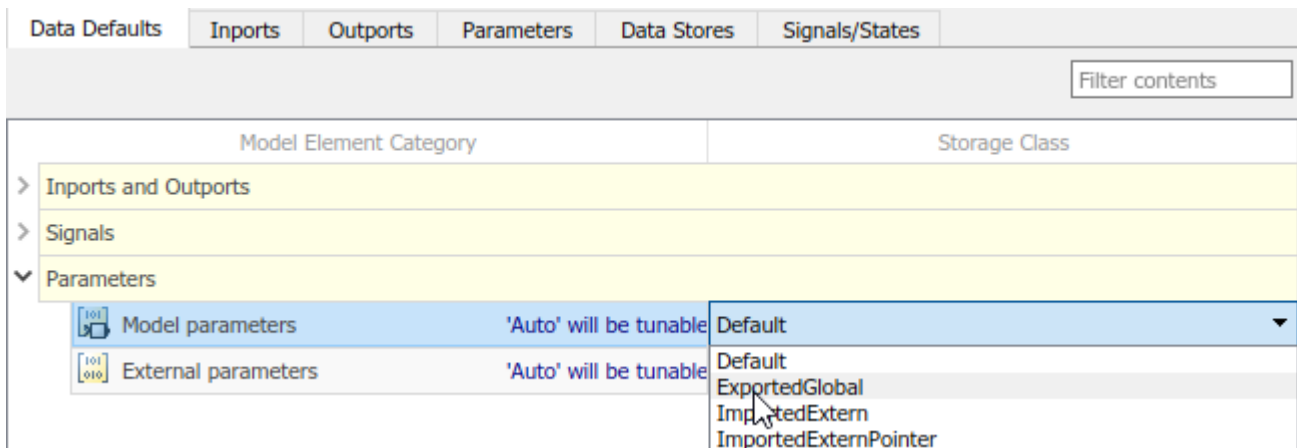 Data Defaults Inports Outports Parameters Data Stores Signals/States
Filter contents
Model Element Category Storage Class
Inports and Outports
Signals
Parameters
Model parameters 'Auto' will be tunable Default
External parameters 'Auto' will be tunable Default
ExportedGlobal
ImportedExtern
ImportedExternPointer